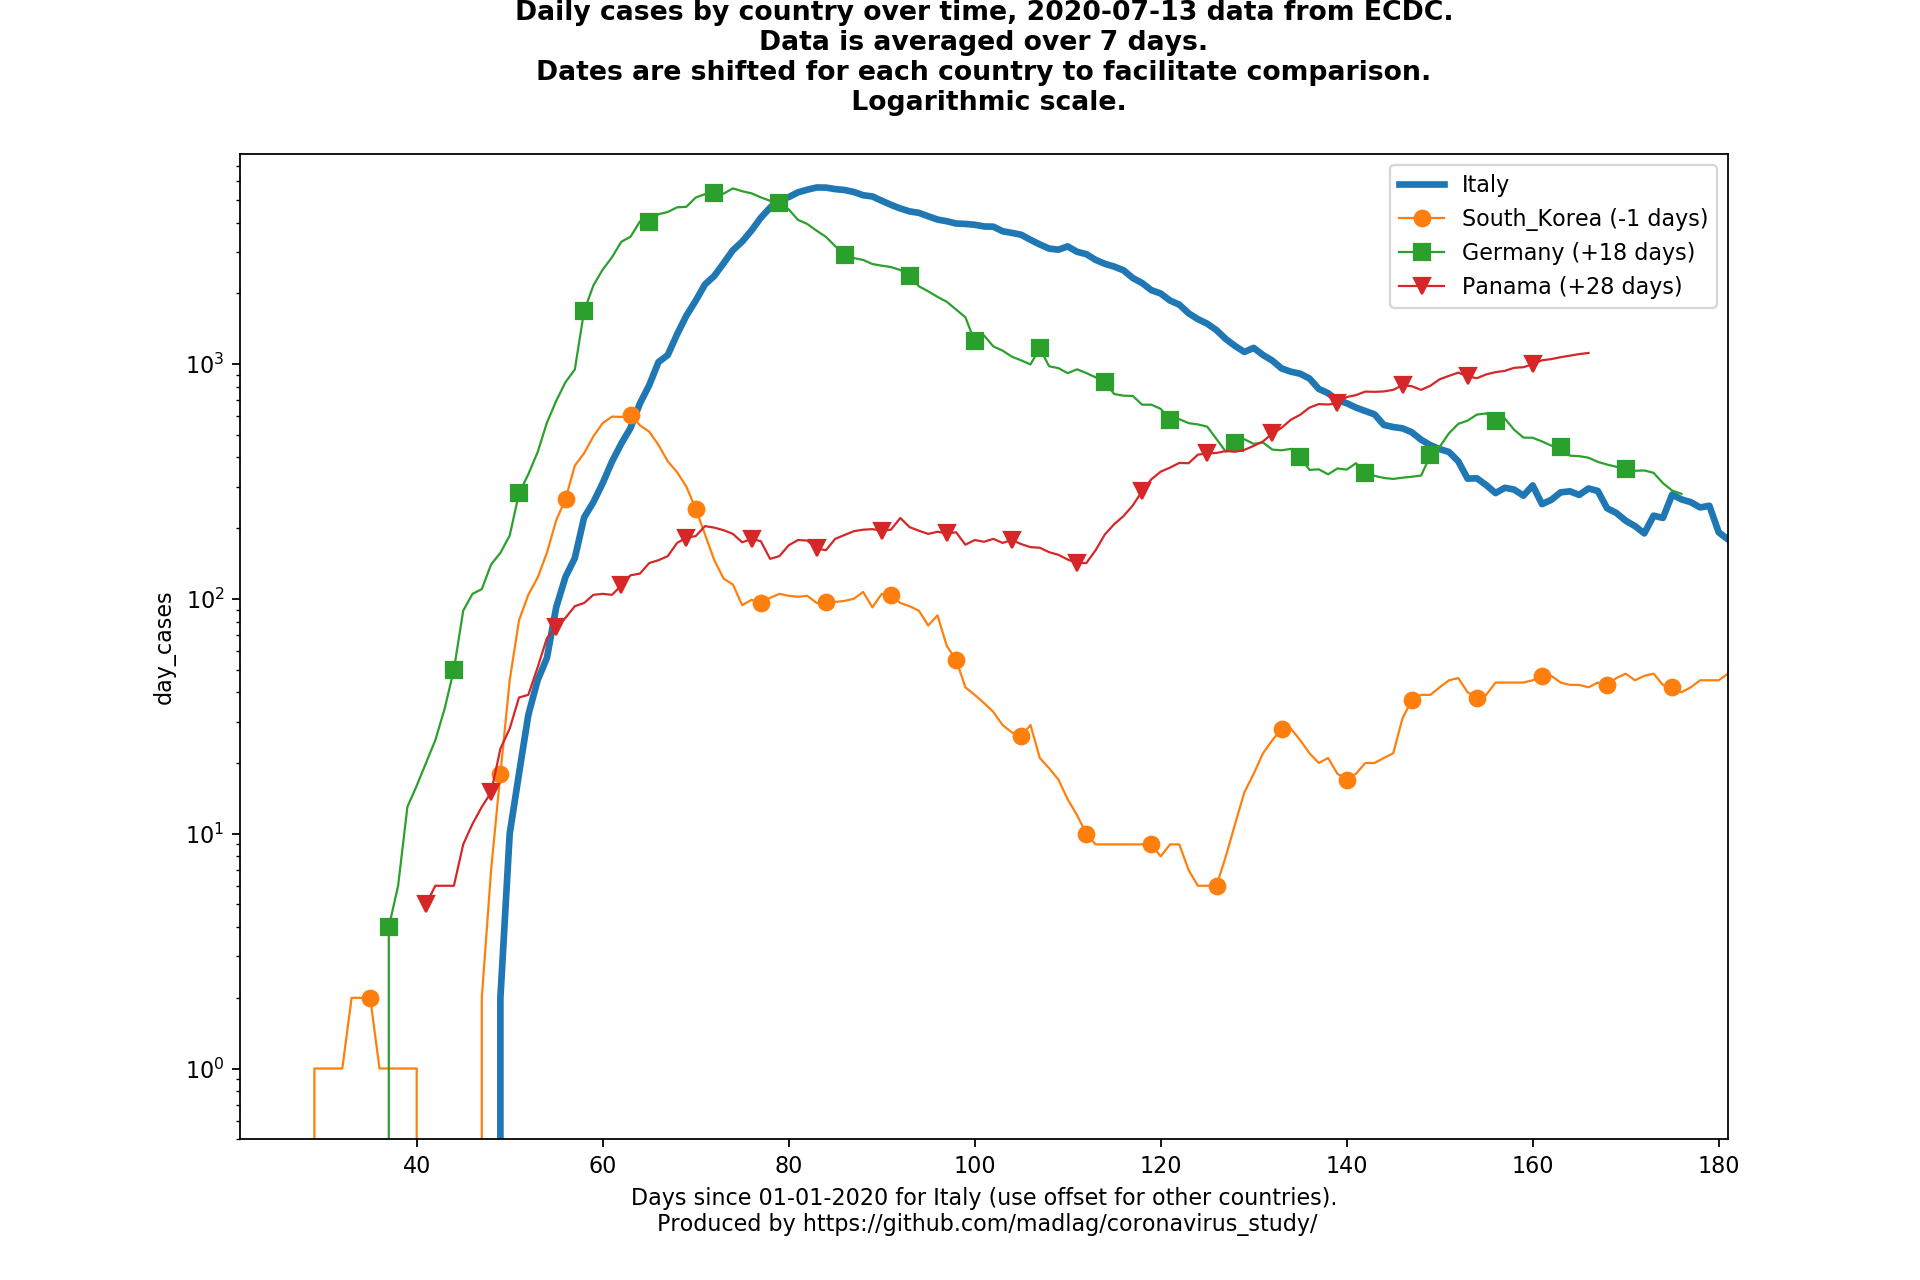 Daily cases by country over time, 2020-07-13 data from ECDC.
Data is averaged over 7 days.
Dates are shifted for each country to facilitate comparison.
Logarithmic scale.
Italy
South_Korea (-1 days)
Germany (+18 days)
Panama (+28 days)
day_cases
10³
10²
10¹
10⁰
40 60 80 100 120 140 160 180
Days since 01-01-2020 for Italy (use offset for other countries).
Produced by https://github.com/madlag/coronavirus_study/